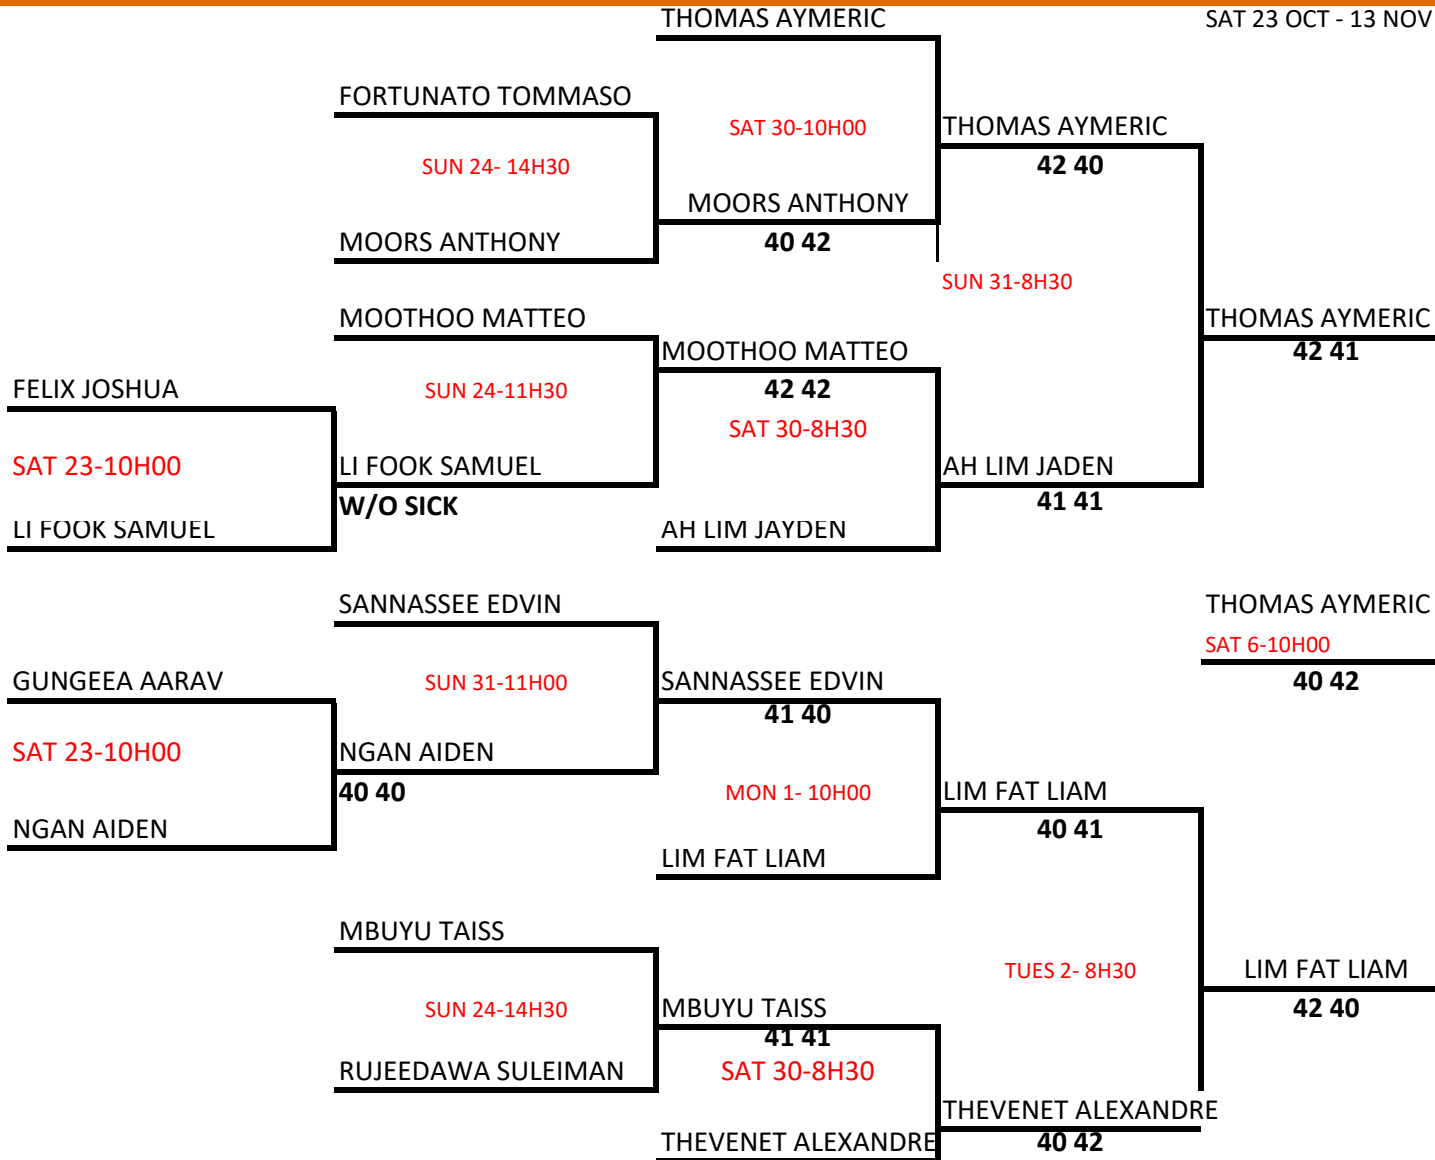 THOMAS AYMERIC
SAT 23 OCT - 13 NOV
FORTUNATO TOMMASO
SAT 30-10H00
THOMAS AYMERIC
42 40
SUN 24- 14H30
MOORS ANTHONY
40 42
MOORS ANTHONY
SUN 31-8H30
MOOTHOO MATTEO
THOMAS AYMERIC
42 41
MOOTHOO MATTEO
42 42
FELIX JOSHUA
SUN 24-11H30
SAT 30-8H30
SAT 23-10H00
LI FOOK SAMUEL
W/O SICK
AH LIM JADEN
41 41
LI FOOK SAMUEL
AH LIM JAYDEN
SANNASSEE EDVIN
THOMAS AYMERIC
SAT 6-10H00
40 42
GUNGEEA AARAV
SUN 31-11H00
SANNASSEE EDVIN
41 40
SAT 23-10H00
NGAN AIDEN
40 40
MON 1- 10H00
LIM FAT LIAM
40 41
NGAN AIDEN
LIM FAT LIAM
MBUYU TAISS
TUES 2- 8H30
LIM FAT LIAM
42 40
SUN 24-14H30
MBUYU TAISS
41 41
RUJEEDAWA SULEIMAN
SAT 30-8H30
THEVENET ALEXANDRE
40 42
THEVENET ALEXANDRE